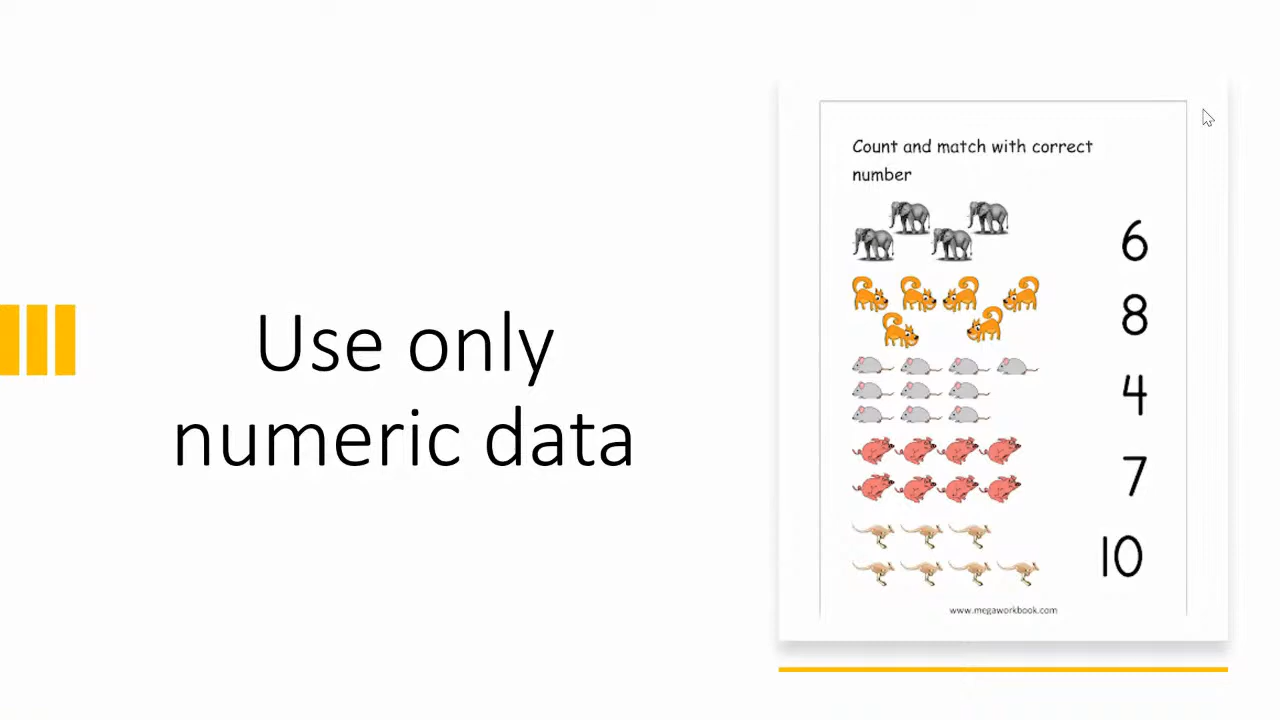 Use only
numeric data
Count and match with correct
number
6
8
4
7
10
www.megaworkbook.com